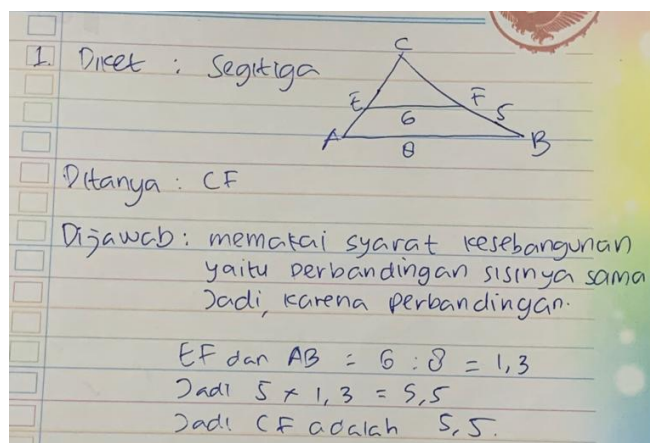 C
1. Diket : Segitiga
E F 5
6
A B
8
Ditanya : CF
Dijawab : memakai syarat kesebangunan
yaitu perbandingan sisinya sama
Jadi, karena perbandingan.
EF dan AB = 6 : 8 = 1,3
Jadi 5 × 1,3 = 5,5
Jadi CF adalah 5,5.